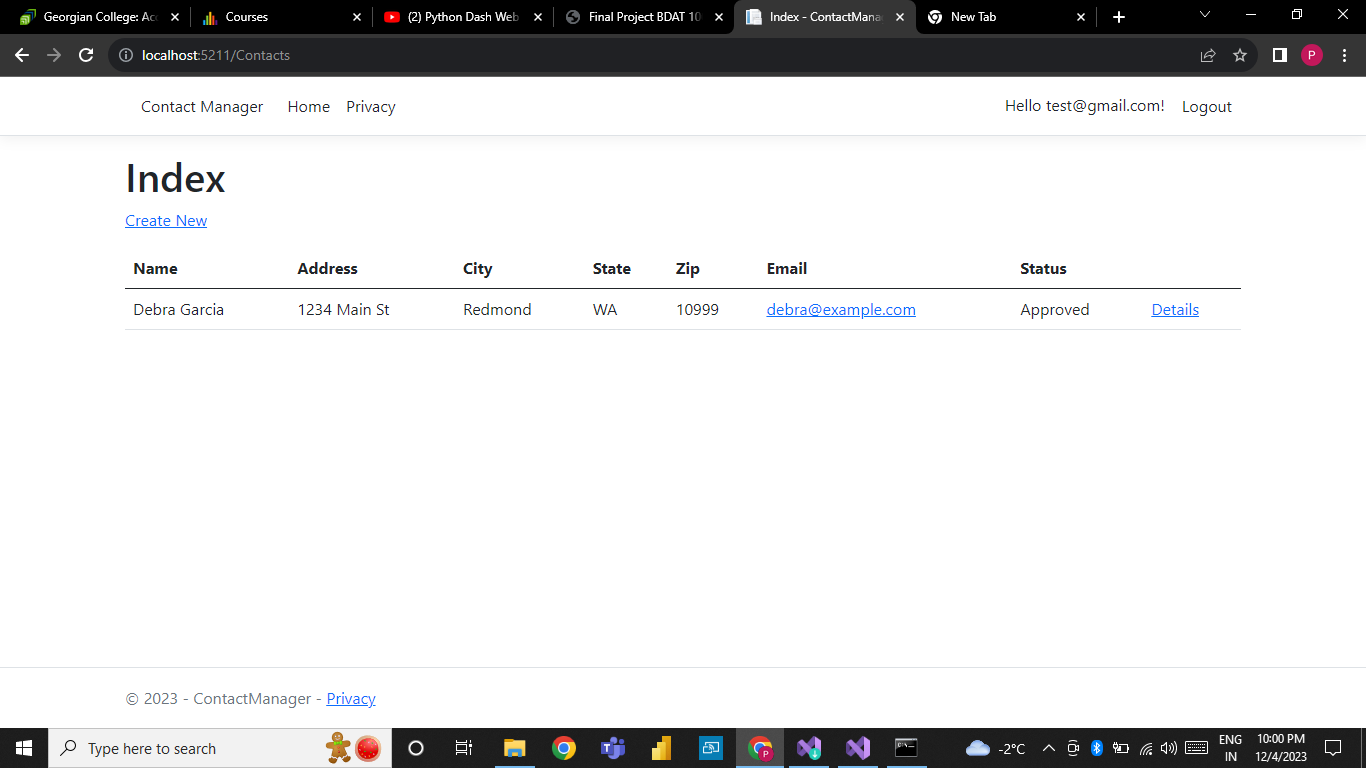 Georgian College: Acc
Courses
(2) Python Dash Web
Final Project BDAT 10
Index - ContactMana
New Tab
localhost:5211/Contacts
P
Contact Manager Home Privacy Hello test@gmail.com! Logout
Index
Create New
Name Address City State Zip Email Status
Debra Garcia 1234 Main St Redmond WA 10999 debra@example.com Approved Details
© 2023 - ContactManager - Privacy
Type here to search
-2°C
ENG
IN
10:00 PM
12/4/2023